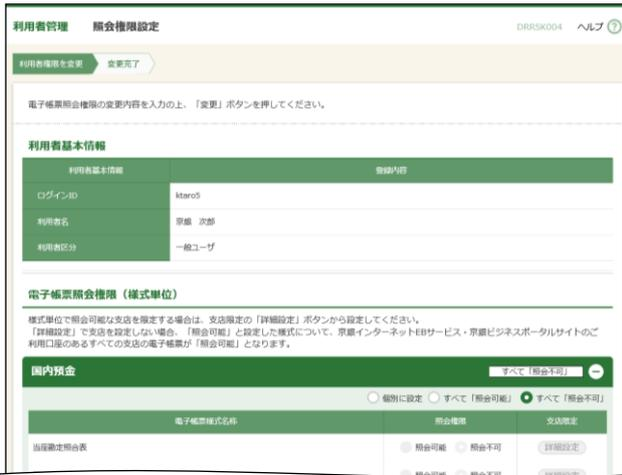 利用者管理 照会権限設定 DRRSK004 ヘルプ ?
利用者権限を変更 変更完了
電子帳票照会権限の変更内容を入力の上、「変更」ボタンを押してください。
利用者基本情報
利用者基本情報 登録内容
ログインID ktaro5
利用者名 京銀 次郎
利用者区分 一般ユーザ
電子帳票照会権限（様式単位）
様式単位で照会可能な支店を限定する場合は、支店限定の「詳細設定」ボタンから設定してください。
「詳細設定」で支店を設定しない場合、「照会可能」と設定した様式について、京銀インターネットEBサービス・京銀ビジネスポータルサイトのご
利用口座のあるすべての支店の電子帳票が「照会可能」となります。
国内預金 すべて「照会不可」
個別に設定 すべて「照会可能」 すべて「照会不可」
電子帳票様式名称 照会権限 支店限定
当座勘定照合表 照会可能 照会不可 詳細設定
照会可能 照会不可 詳細設定